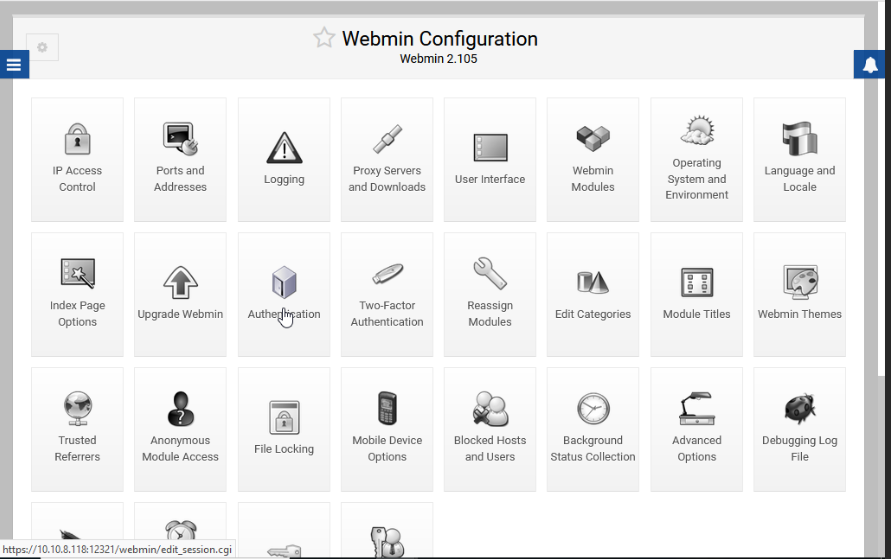 Webmin Configuration
Webmin 2.105
IP Access
Control
Ports and
Addresses
Logging
Proxy Servers
and Downloads
User Interface
Webmin
Modules
Operating
System and
Environment
Language and
Locale
Index Page
Options
Upgrade Webmin
Authentication
Two-Factor
Authentication
Reassign
Modules
Edit Categories
Module Titles
Webmin Themes
Trusted
Referrers
Anonymous
Module Access
File Locking
Mobile Device
Options
Blocked Hosts
and Users
Background
Status Collection
Advanced
Options
Debugging Log
File
https://10.10.8.118:12321/webmin/edit_session.cgi